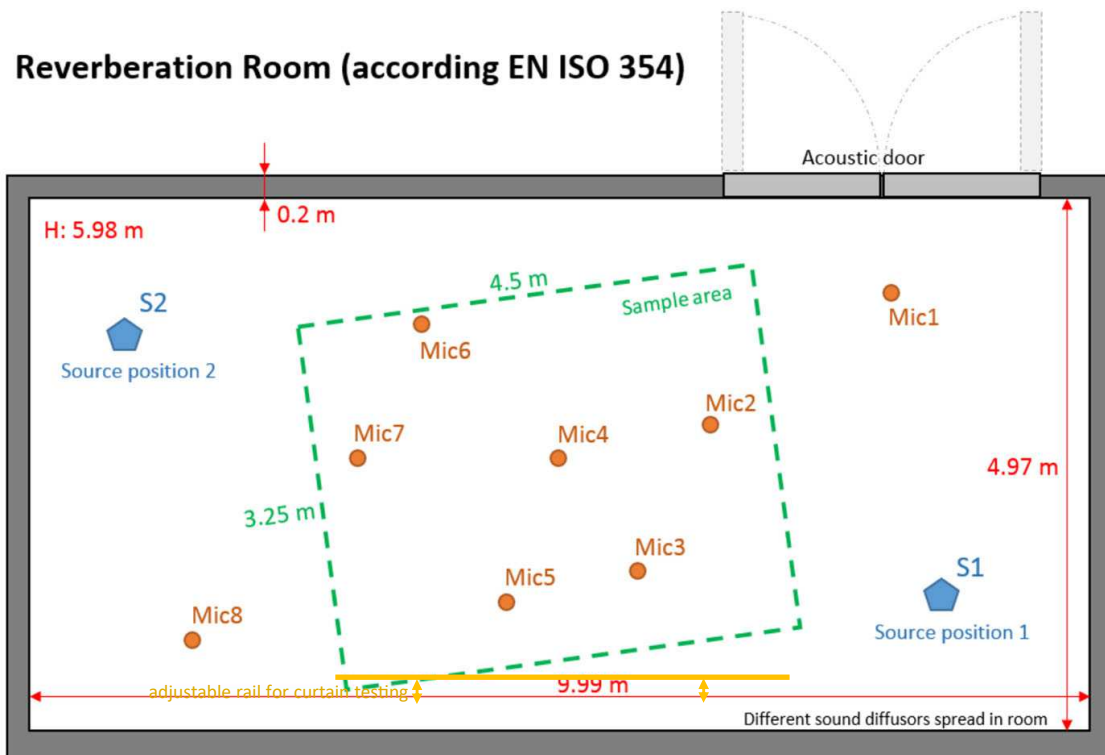 Reverberation Room (according EN ISO 354)
Acoustic door
0.2 m
H: 5.98 m
4.5 m
Sample area
S2
Mic1
Mic6
Source position 2
Mic2
Mic7
Mic4
4.97 m
3.25 m
Mic3
S1
Mic5
Mic8
Source position 1
adjustable rail for curtain testing
9.99 m
Different sound diffusors spread in room